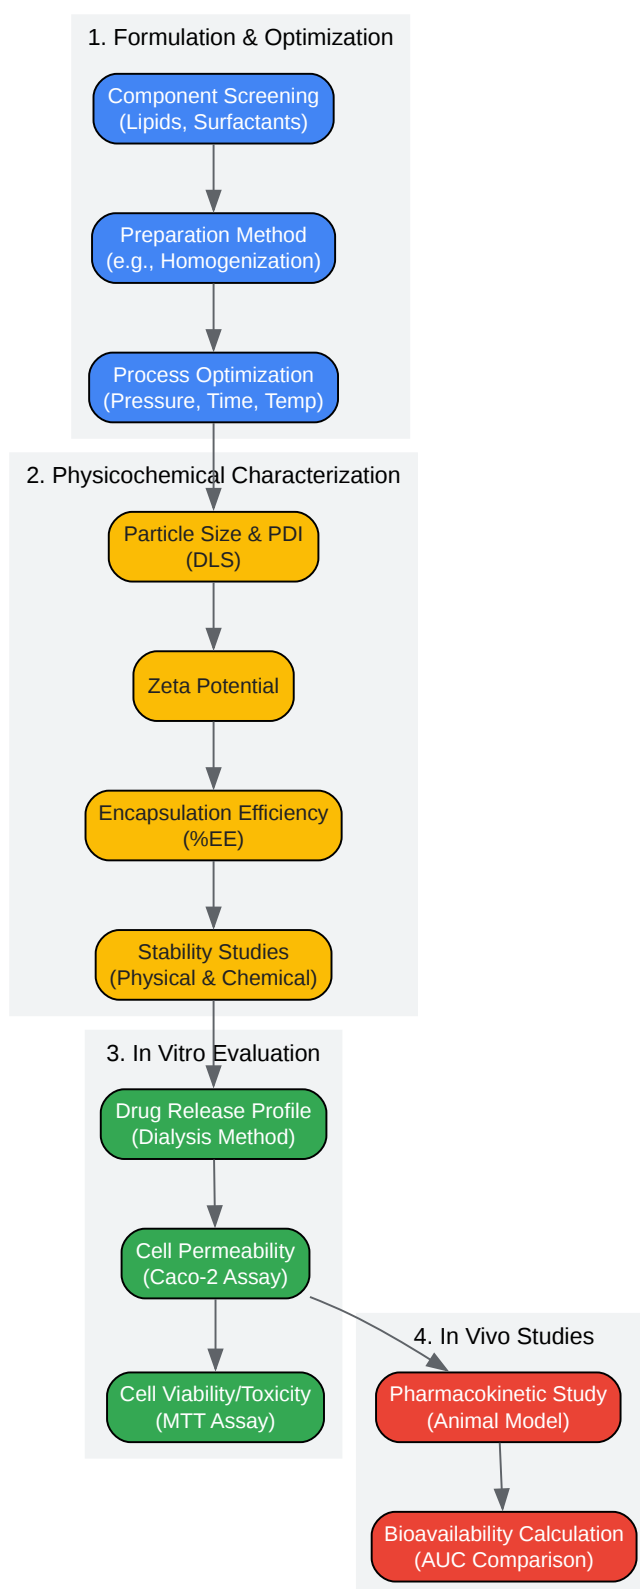 1. Formulation & Optimization
Component Screening
(Lipids, Surfactants)
Preparation Method
(e.g., Homogenization)
Process Optimization
(Pressure, Time, Temp)
2. Physicochemical Characterization
Particle Size & PDI
(DLS)
Zeta Potential
Encapsulation Efficiency
(%EE)
Stability Studies
(Physical & Chemical)
3. In Vitro Evaluation
Drug Release Profile
(Dialysis Method)
Cell Permeability
(Caco-2 Assay)
Cell Viability/Toxicity
(MTT Assay)
4. In Vivo Studies
Pharmacokinetic Study
(Animal Model)
Bioavailability Calculation
(AUC Comparison)